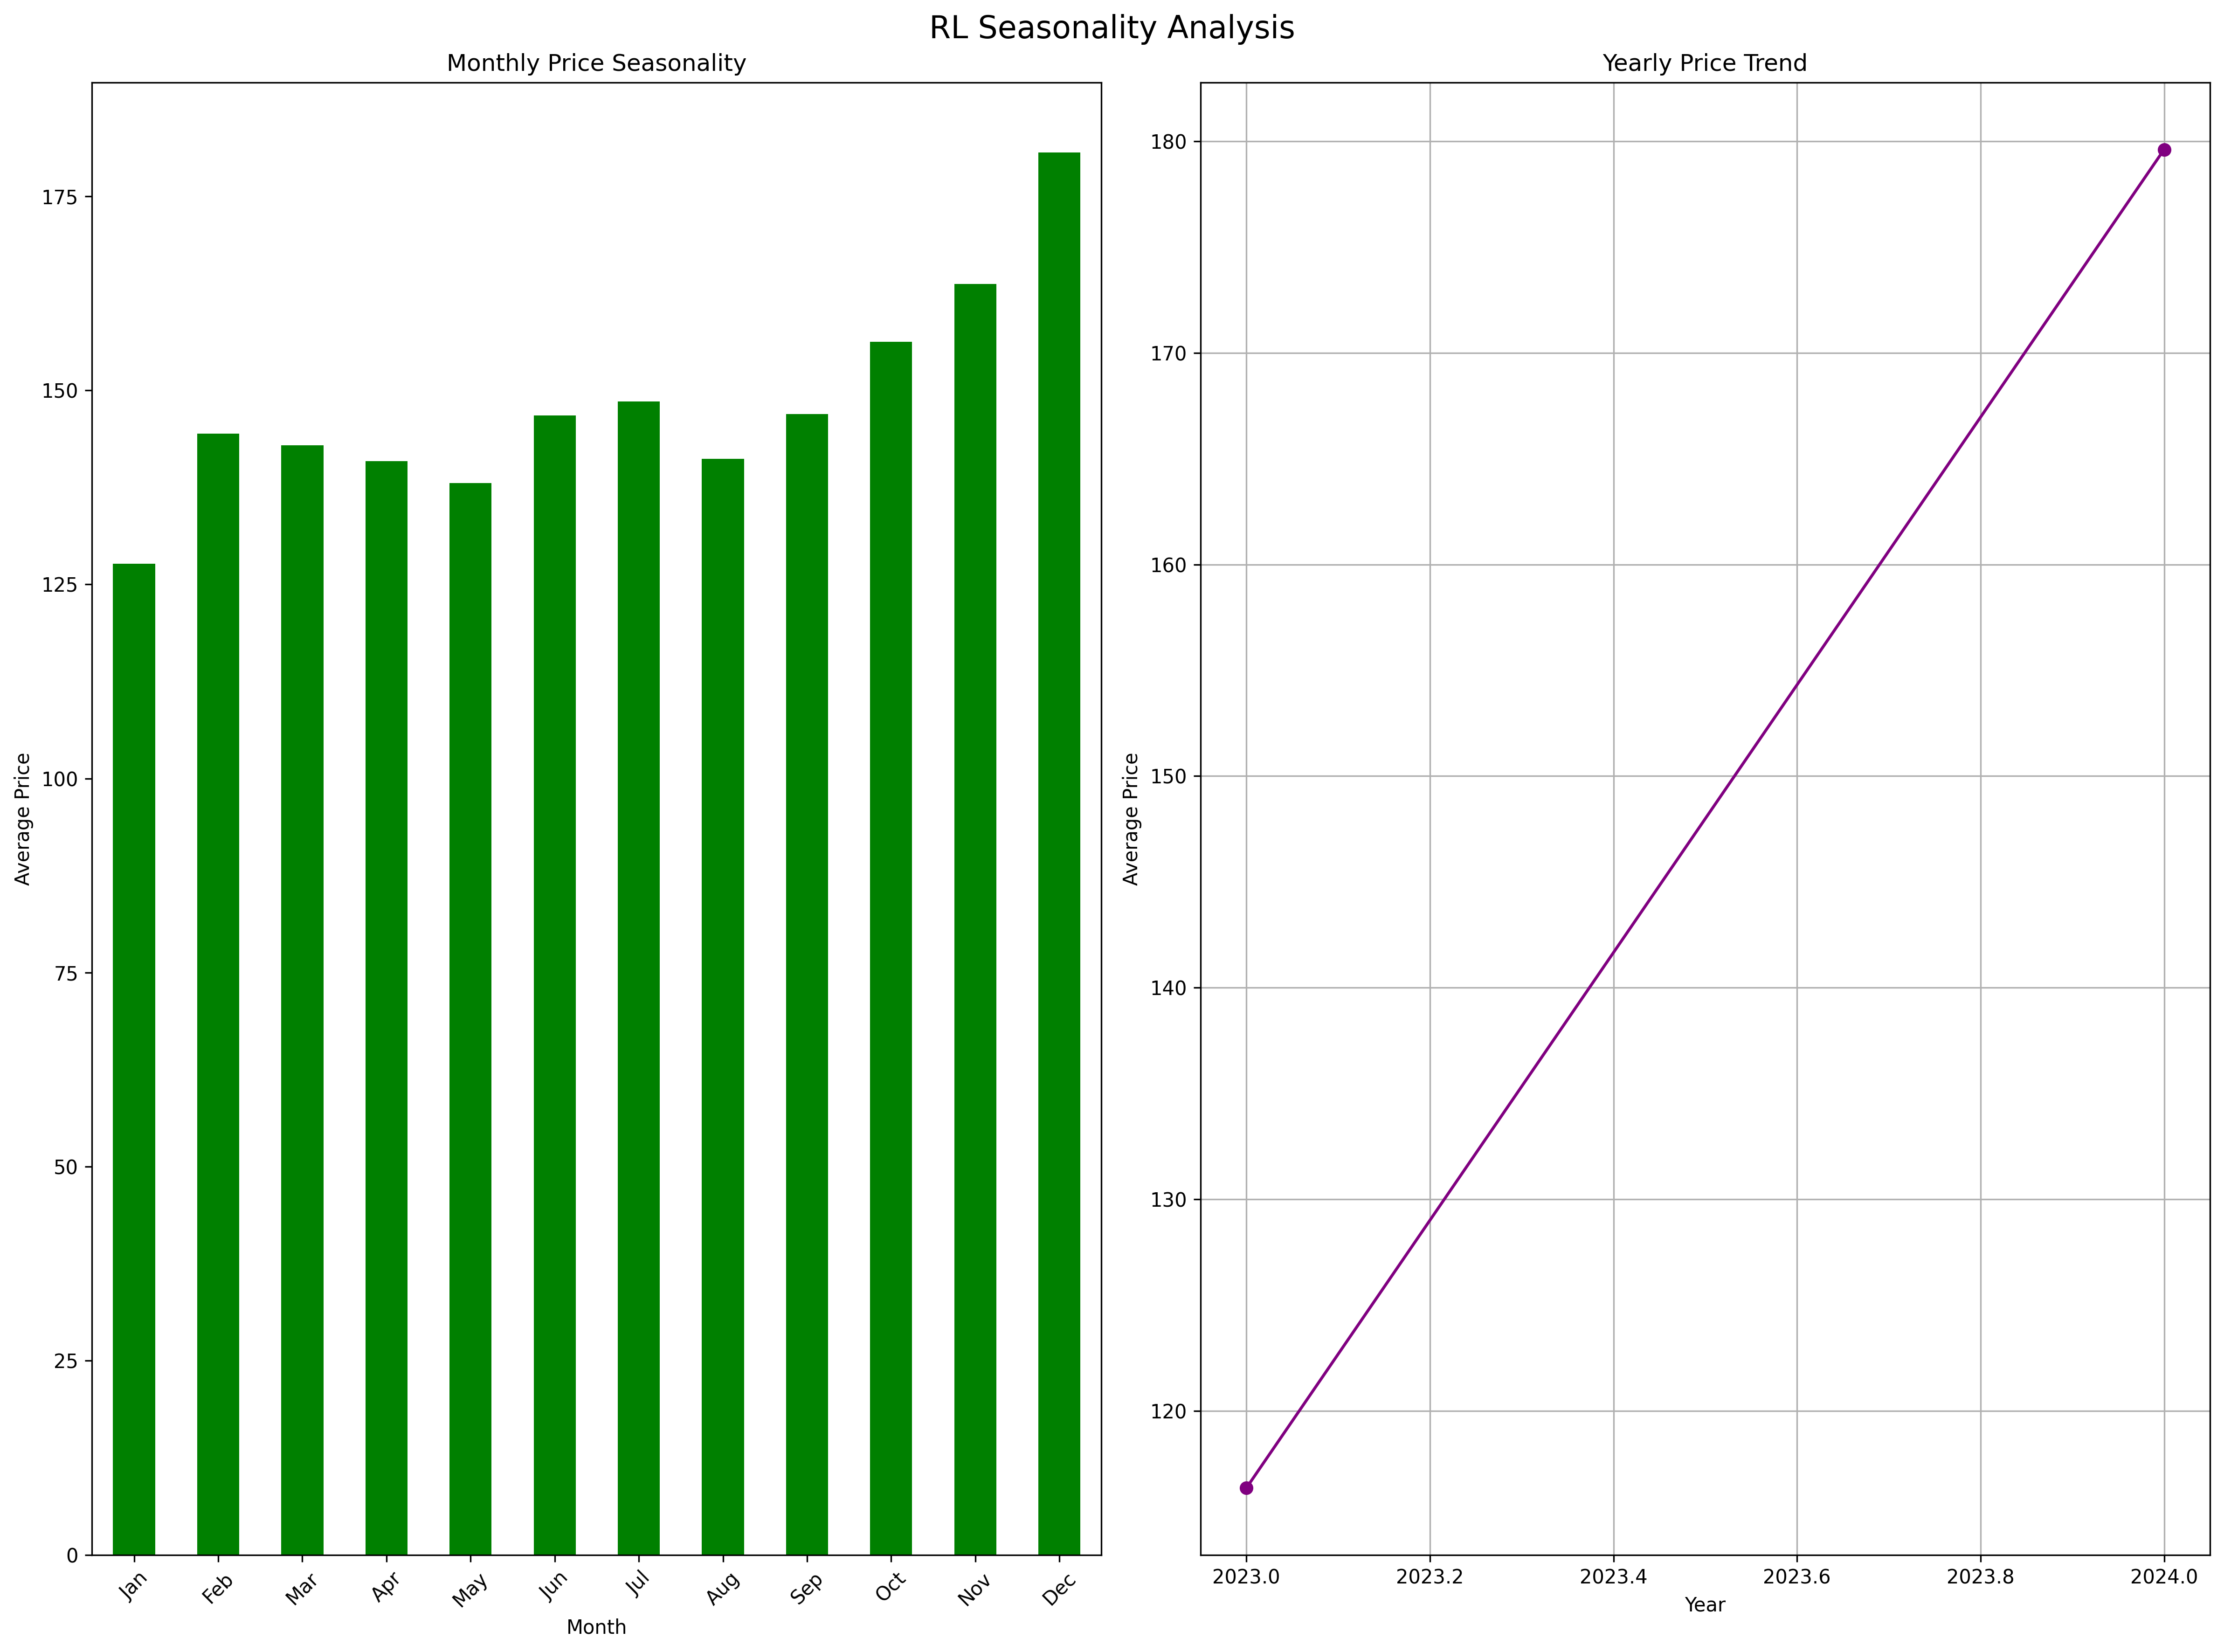 RL Seasonality Analysis
Monthly Price Seasonality
Average Price
175
150
125
100
75
50
25
0
Jan
Feb
Mar
Apr
May
Jun
Jul
Aug
Sep
Oct
Nov
Dec
Month
Yearly Price Trend
Average Price
180
170
160
150
140
130
120
2023.0
2023.2
2023.4
2023.6
2023.8
2024.0
Year